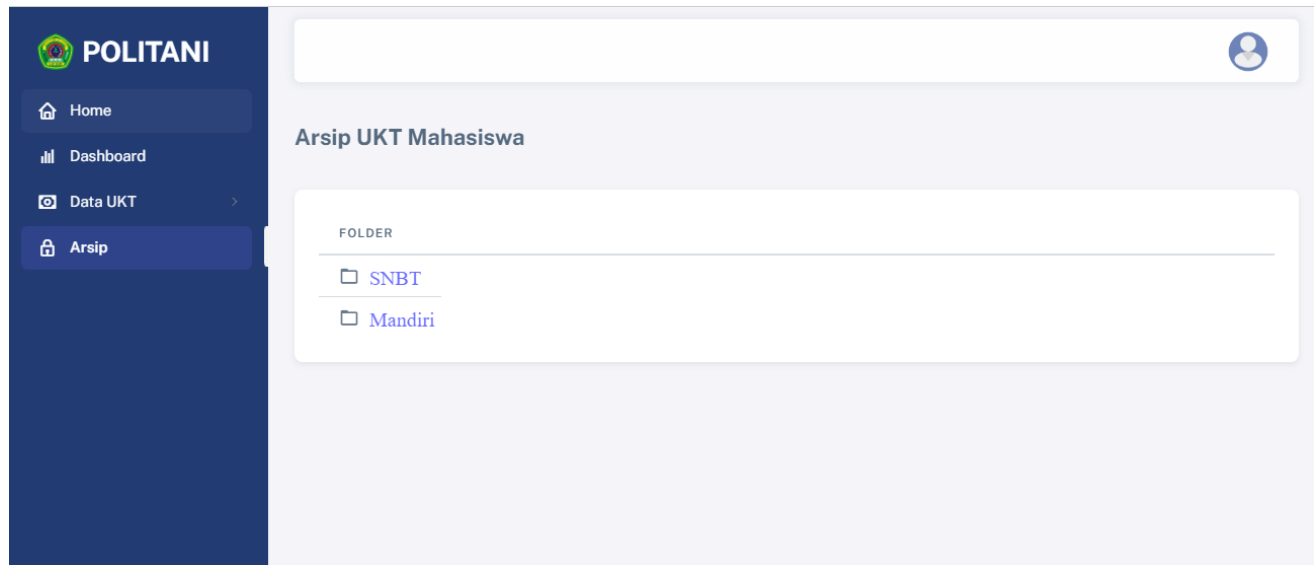 POLITANI
Home
Dashboard
Data UKT
Arsip
Arsip UKT Mahasiswa
FOLDER
SNBT
Mandiri